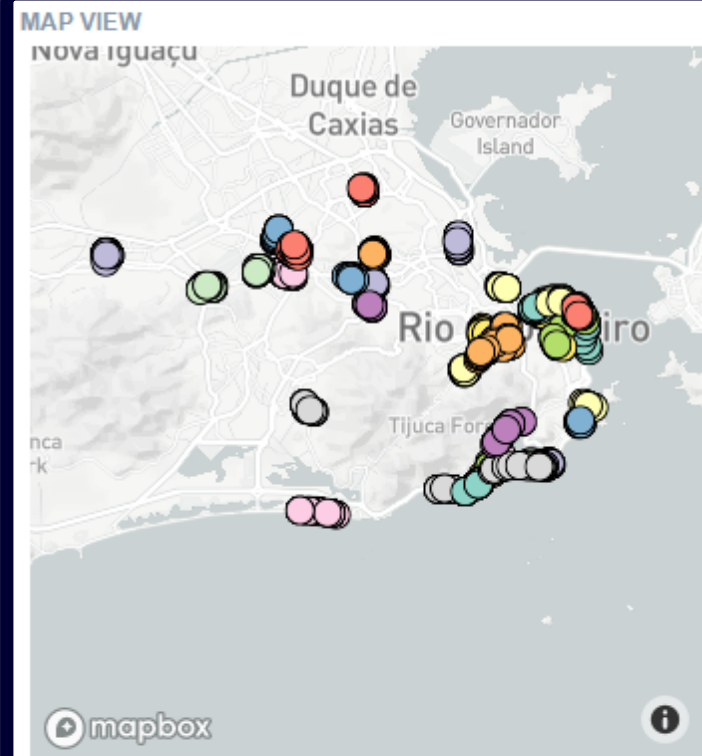 MAP VIEW
Nova Iguaçu
Duque de
Caxias
Governador
Island
Rio iro
Tijuca For
nca
rk
mapbox
i